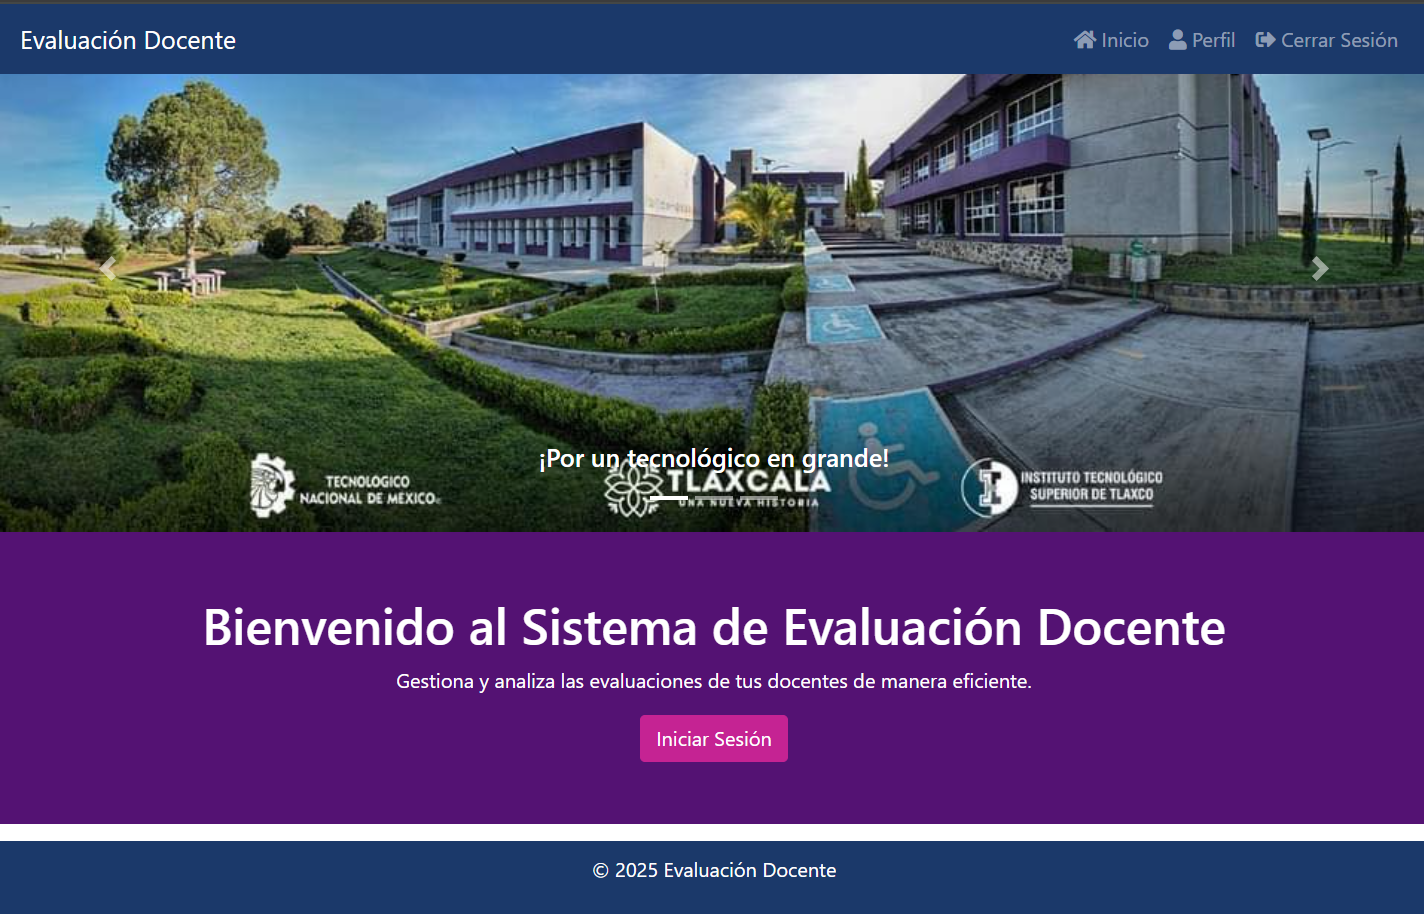 Evaluación Docente
Inicio
Perfil
Cerrar Sesión
¡Por un tecnológico en grande!
TECNOLÓGICO
NACIONAL DE MÉXICO
TLAXCALA
UNA NUEVA HISTORIA
INSTITUTO TECNOLÓGICO
SUPERIOR DE TLAXCO
Bienvenido al Sistema de Evaluación Docente
Gestiona y analiza las evaluaciones de tus docentes de manera eficiente.
Iniciar Sesión
© 2025 Evaluación Docente